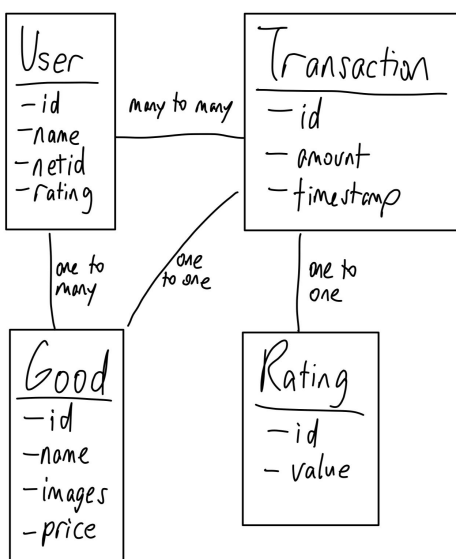 User
-id
-name
-netid
-rating
many to many
Transaction
-id
-amount
-timestamp
one to
many
one
to one
one to
one
Good
-id
-name
-images
-price
Rating
-id
-value